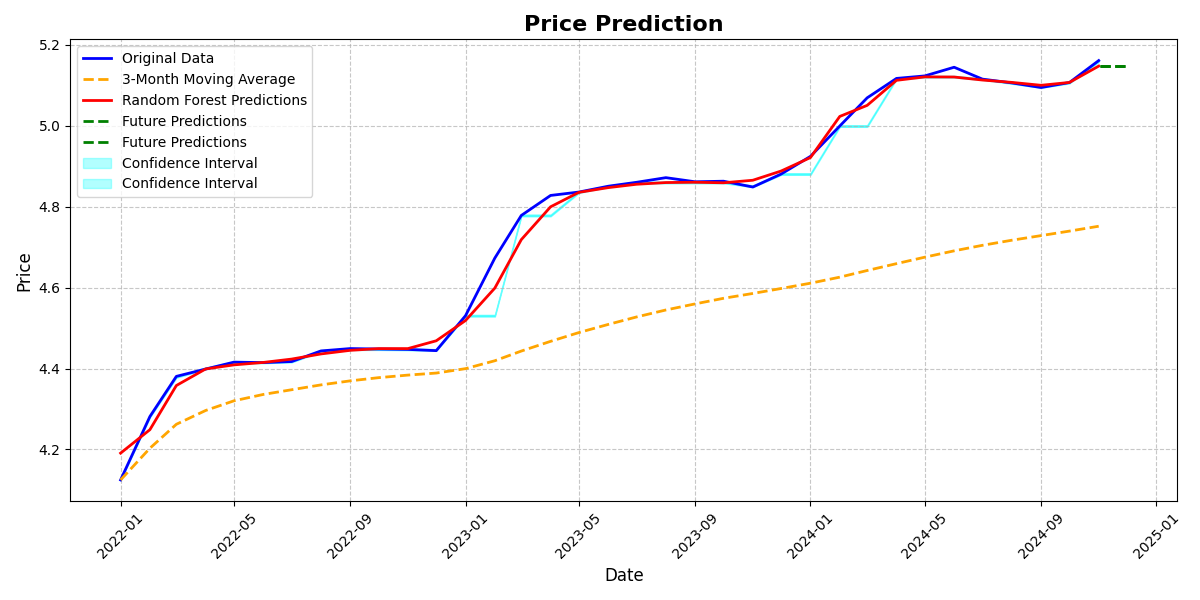 Price Prediction
5.2
5.0
4.8
4.6
4.4
4.2
Price
Original Data
3-Month Moving Average
Random Forest Predictions
Future Predictions
Future Predictions
Confidence Interval
Confidence Interval
2022-01
2022-05
2022-09
2023-01
2023-05
2023-09
2024-01
2024-05
2024-09
2025-01
Date